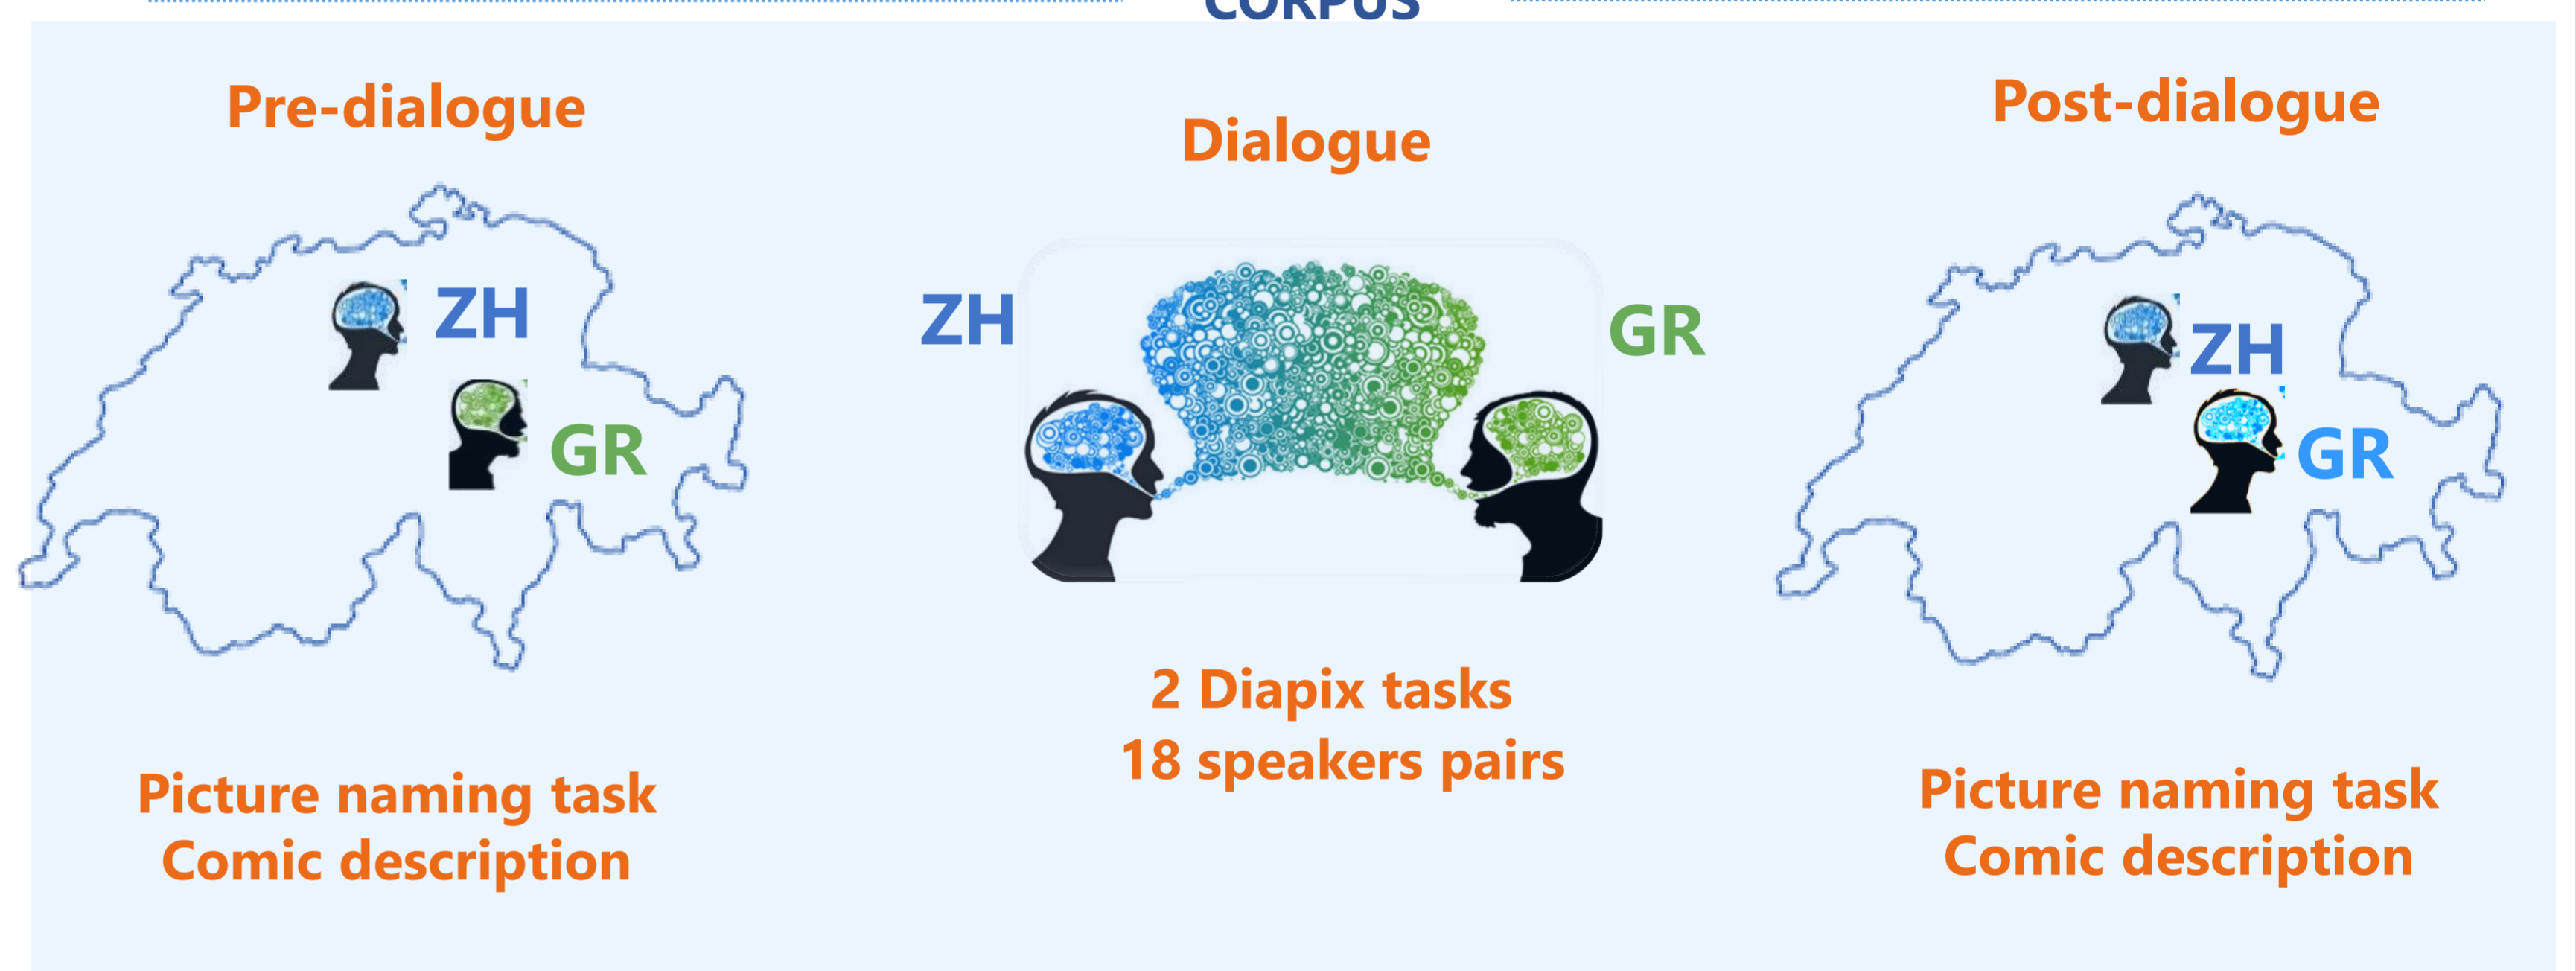 CORPUS
Pre-dialogue
ZH
GR
Picture naming task
Comic description
Dialogue
ZH
GR
2 Diapix tasks
18 speakers pairs
Post-dialogue
ZH
GR
Picture naming task
Comic description